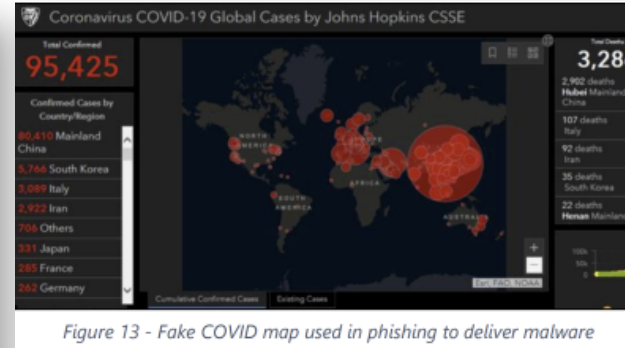 Coronavirus COVID-19 Global Cases by Johns Hopkins CSSE
Total Confirmed
95,425
Confirmed Cases by
Country/Region
80,410 Mainland
China
5,766 South Korea
3,089 Italy
2,922 Iran
706 Others
331 Japan
285 France
262 Germany
NORTH
AMERICA
EUROPE
AFRICA
SOUTH
AMERICA
AUSTRALIA
+
−
Esri, FAO, NOAA
Cumulative Confirmed Cases
Existing Cases
Total Deaths
3,28
2,902 deaths
Hubei Mainland
China
107 deaths
Italy
92 deaths
Iran
35 deaths
South Korea
22 deaths
Henan Mainland
100k
50k
0
Figure 13 - Fake COVID map used in phishing to deliver malware